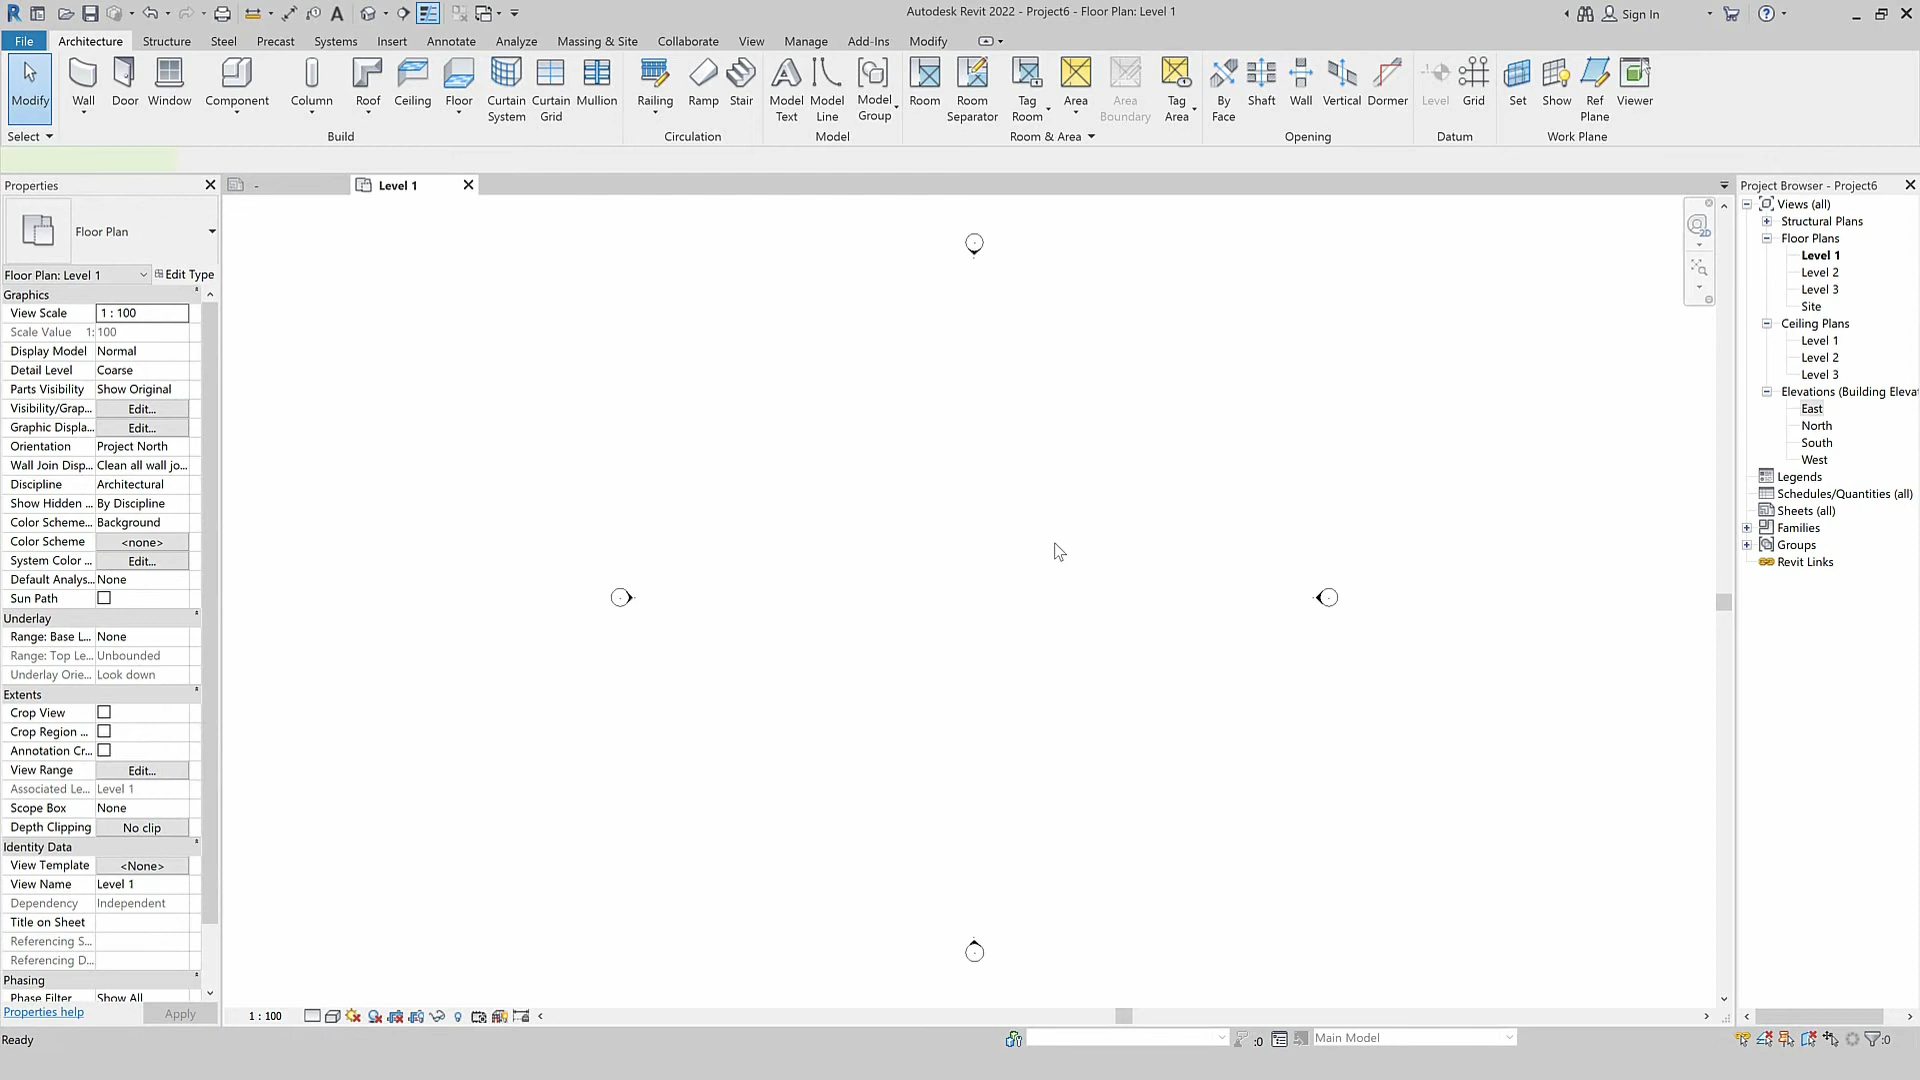 Autodesk Revit 2022 - Project6 - Floor Plan: Level 1
Sign In
File Architecture Structure Steel Precast Systems Insert Annotate Analyze Massing & Site Collaborate View Manage Add-Ins Modify
Modify Wall Door Window Component Column Roof Ceiling Floor Curtain System Curtain Grid Mullion Railing Ramp Stair Model Text Model Line Model Group Room Room Separator Tag Room Area Area Boundary Tag Area By Face Shaft Wall Vertical Dormer Level Grid Set Show Ref Plane Viewer
Select Build Circulation Model Room & Area Opening Datum Work Plane
Properties
- 
Level 1
Floor Plan
Floor Plan: Level 1 Edit Type
Graphics
View Scale 1 : 100
Scale Value 1: 100
Display Model Normal
Detail Level Coarse
Parts Visibility Show Original
Visibility/Grap... Edit...
Graphic Displa... Edit...
Orientation Project North
Wall Join Disp... Clean all wall jo...
Discipline Architectural
Show Hidden ... By Discipline
Color Scheme... Background
Color Scheme <none>
System Color ... Edit...
Default Analys... None
Sun Path
Underlay
Range: Base L... None
Range: Top Le... Unbounded
Underlay Orie... Look down
Extents
Crop View
Crop Region ...
Annotation Cr...
View Range Edit...
Associated Le... Level 1
Scope Box None
Depth Clipping No clip
Identity Data
View Template <None>
View Name Level 1
Dependency Independent
Title on Sheet
Referencing S...
Referencing D...
Phasing
Phase Filter Show All
Properties help Apply
2D
Project Browser - Project6
Views (all)
Structural Plans
Floor Plans
Level 1
Level 2
Level 3
Site
Ceiling Plans
Level 1
Level 2
Level 3
Elevations (Building Eleva
East
North
South
West
Legends
Schedules/Quantities (all)
Sheets (all)
Families
Groups
Revit Links
1 : 100
Ready
:0
Main Model
:0